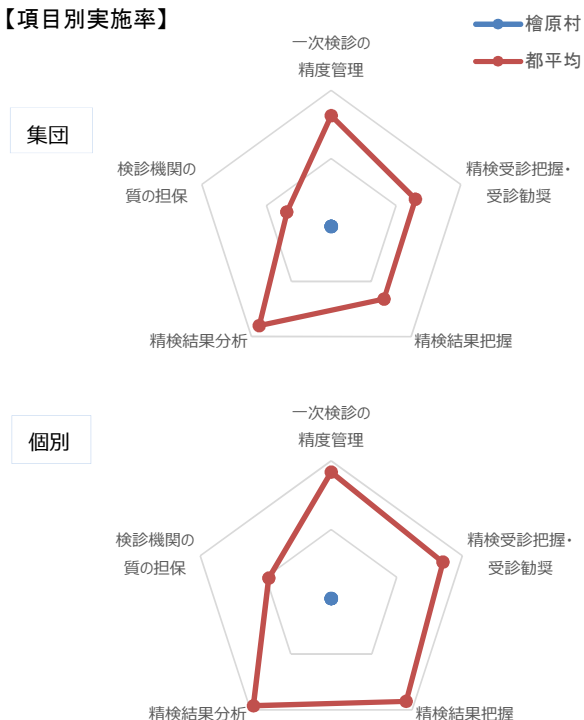 【項目別実施率】
檜原村
都平均
集団
一次検診の
精度管理
精検受診把握・
受診勧奨
精検結果把握
精検結果分析
検診機関の
質の担保
個別
一次検診の
精度管理
精検受診把握・
受診勧奨
精検結果把握
精検結果分析
検診機関の
質の担保